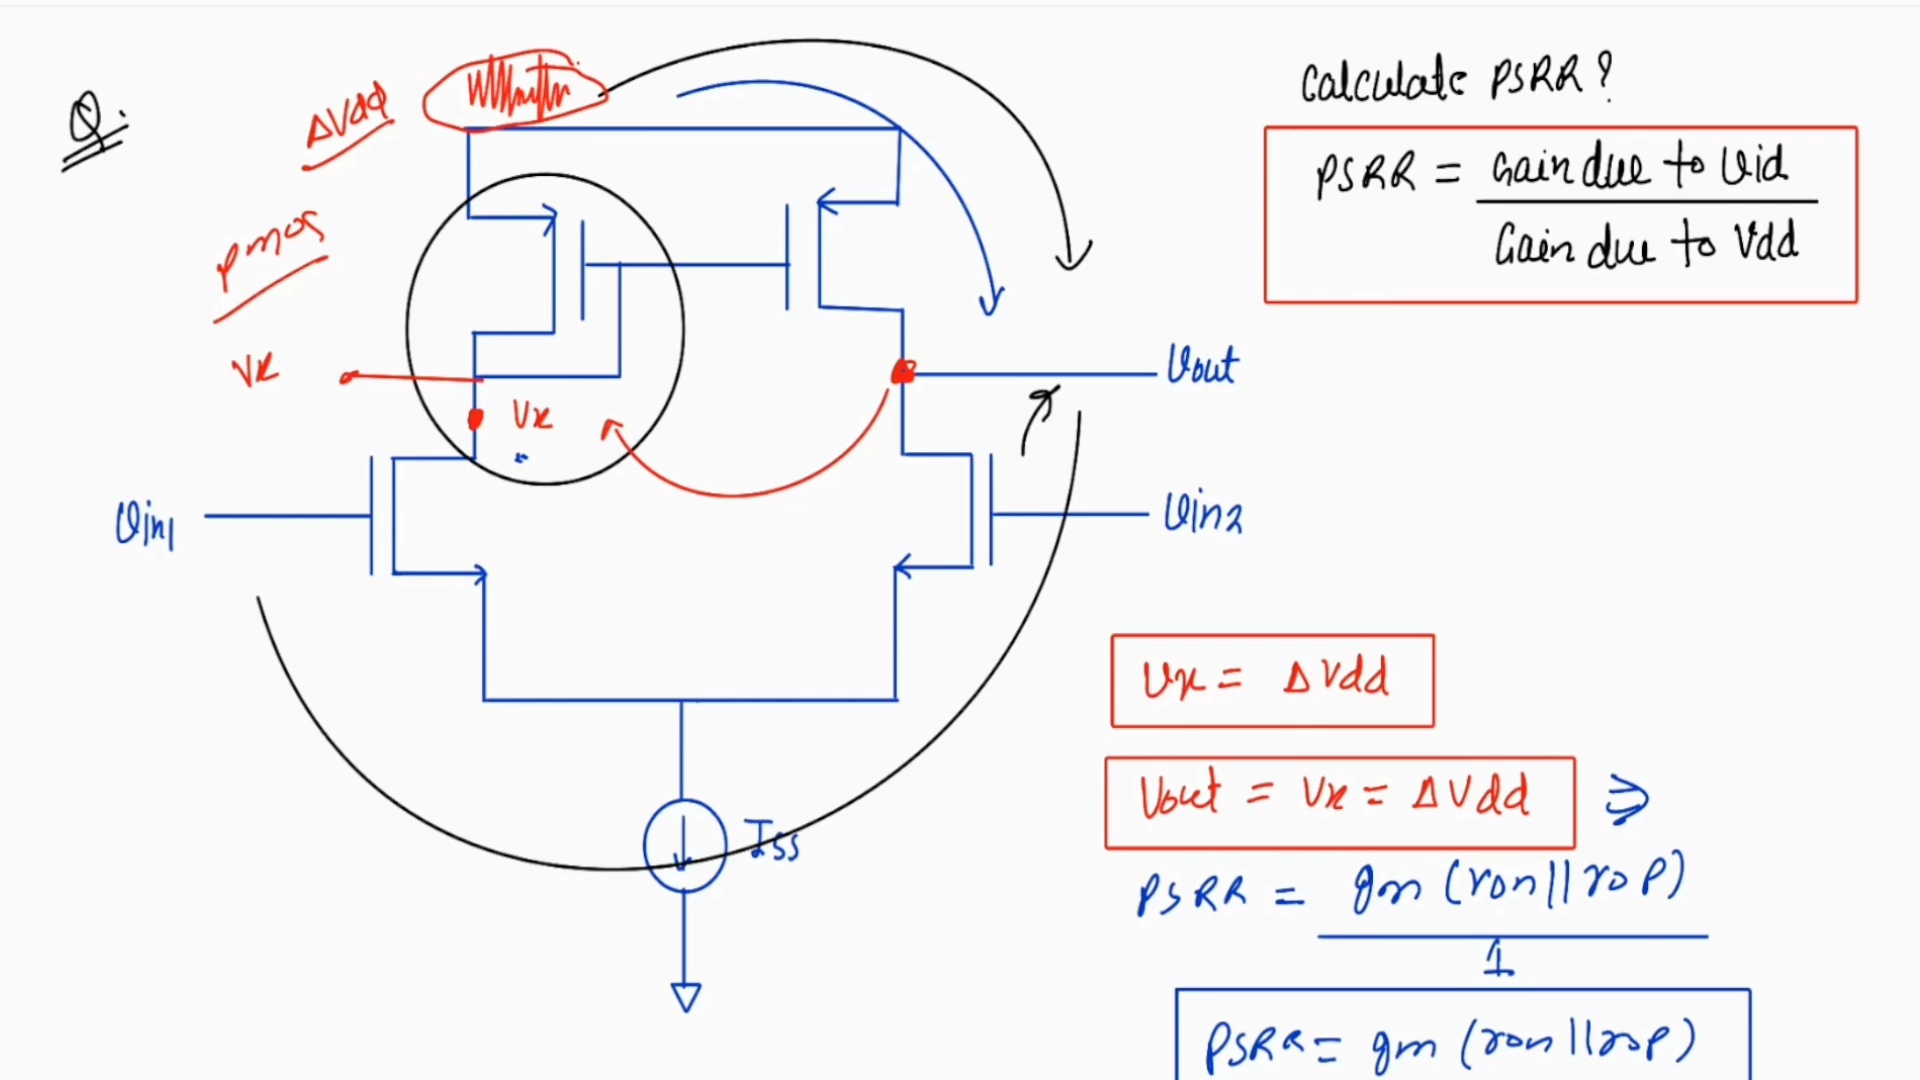 Q.
ΔVdd
pmos
Vx
Vx
Vin1
Vout
Vin2
Iss
Calculate PSRR?
PSRR = Gain due to Vid
Gain due to Vdd
Vx = ΔVdd
Vout = Vx = ΔVdd
PSRR = gm (ron||rop)
1
PSRR = gm (ron||rop)